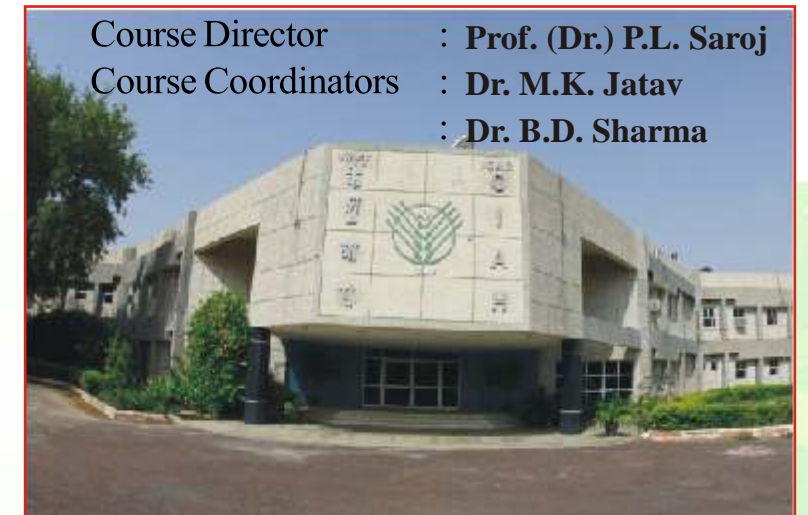 Course Director : Prof. (Dr.) P.L. Saroj
Course Coordinators : Dr. M.K. Jatav
: Dr. B.D. Sharma
C
I
A
H